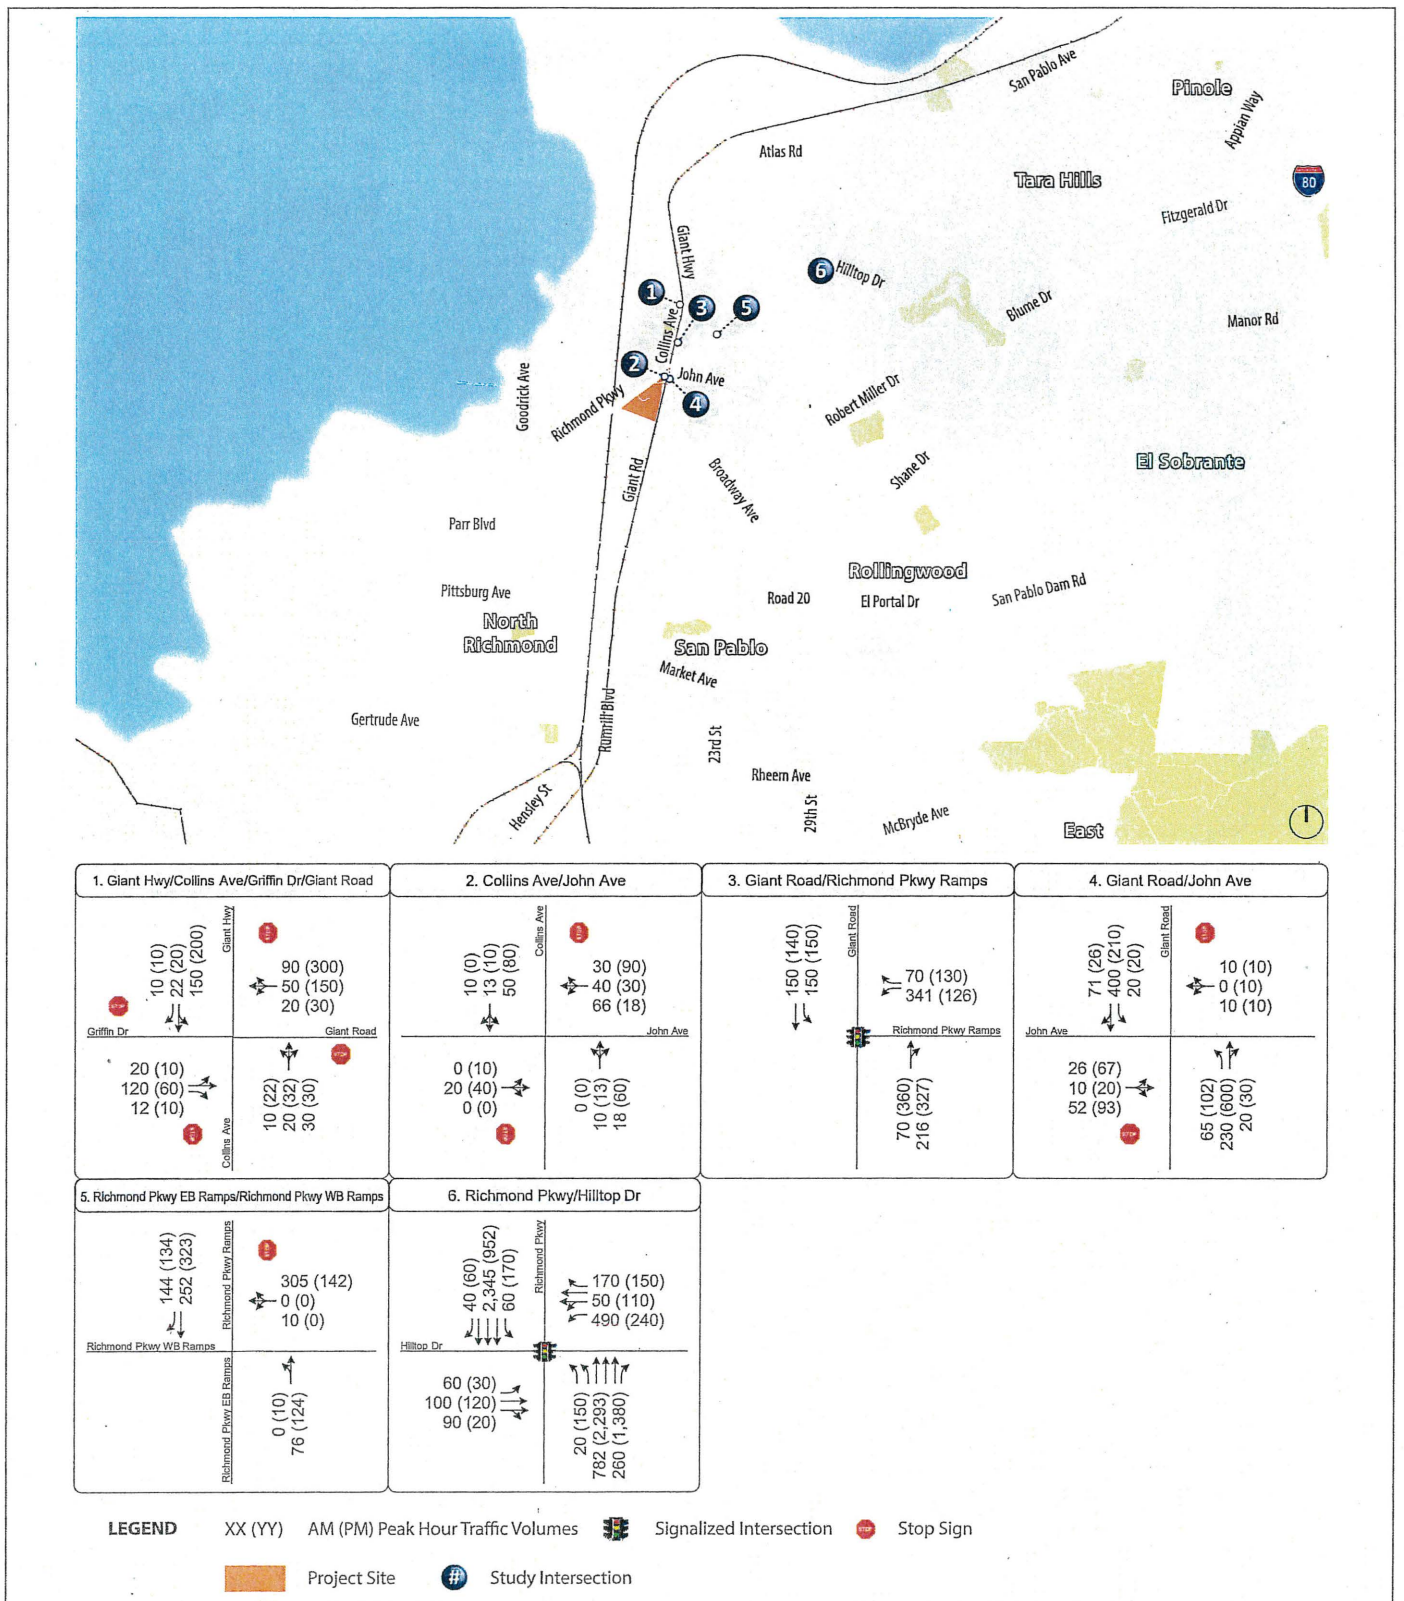 San Pablo Ave
Pinole
Appian Way
Atlas Rd
Tara Hills
80
Fitzgerald Dr
Giant Hwy
6
Hilltop Dr
1
3
5
Blume Dr
Manor Rd
Collins Ave
2
John Ave
4
Goodrick Ave
Richmond Pkwy
Robert Miller Dr
El Sobrante
Giant Rd
Broadway Ave
Shane Dr
Parr Blvd
Rollingwood
Pittsburg Ave
Road 20
El Portal Dr
San Pablo Dam Rd
North
Richmond
San Pablo
Market Ave
Gertrude Ave
Rumrill Blvd
23rd St
Rheem Ave
Hensley St
29th St
McBryde Ave
East
1. Giant Hwy/Collins Ave/Griffin Dr/Giant Road
10 (10)
22 (20)
150 (200)
Giant Hwy
STOP
90 (300)
50 (150)
20 (30)
STOP
Griffin Dr
Giant Road
STOP
20 (10)
120 (60)
12 (10)
STOP
Collins Ave
10 (22)
20 (32)
30 (30)
2. Collins Ave/John Ave
10 (0)
13 (10)
50 (80)
Collins Ave
STOP
30 (90)
40 (30)
66 (18)
John Ave
0 (10)
20 (40)
0 (0)
STOP
0 (0)
10 (13)
18 (60)
3. Giant Road/Richmond Pkwy Ramps
150 (140)
150 (150)
Giant Road
70 (130)
341 (126)
Richmond Pkwy Ramps
70 (360)
216 (327)
4. Giant Road/John Ave
71 (26)
400 (210)
20 (20)
Giant Road
STOP
10 (10)
0 (10)
10 (10)
John Ave
26 (67)
10 (20)
52 (93)
STOP
65 (102)
230 (600)
20 (30)
5. Richmond Pkwy EB Ramps/Richmond Pkwy WB Ramps
144 (134)
252 (323)
Richmond Pkwy Ramps
STOP
305 (142)
0 (0)
10 (0)
Richmond Pkwy WB Ramps
Richmond Pkwy EB Ramps
0 (10)
76 (124)
6. Richmond Pkwy/Hilltop Dr
40 (60)
2,345 (952)
60 (170)
Richmond Pkwy
170 (150)
50 (110)
490 (240)
Hilltop Dr
60 (30)
100 (120)
90 (20)
20 (150)
782 (2,293)
260 (1,380)
LEGEND XX (YY) AM (PM) Peak Hour Traffic Volumes Signalized Intersection STOP Stop Sign
Project Site # Study Intersection